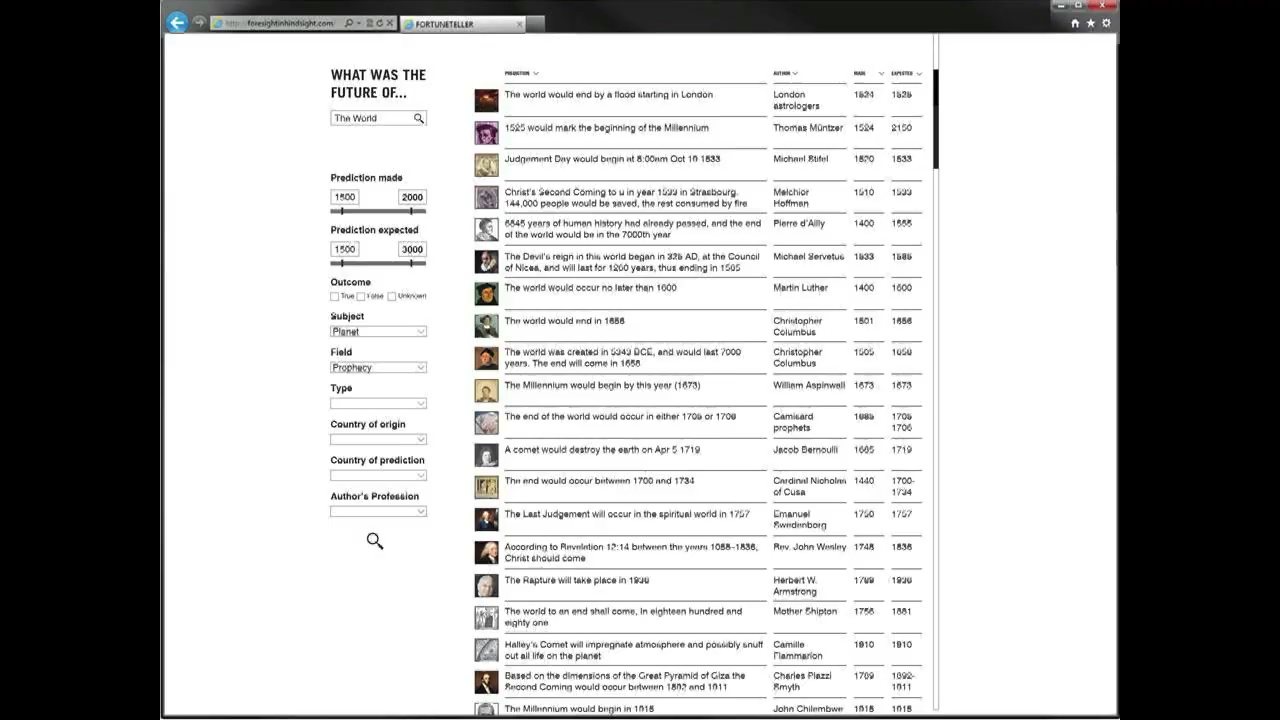 http://foresightinhindsight.com
FORTUNETELLER
WHAT WAS THE
FUTURE OF...
The World
Prediction made
1500 2000
Prediction expected
1500 3000
Outcome
True False Unknown
Subject
Planet
Field
Prophecy
Type
Country of origin
Country of prediction
Author's Profession
PREDICTION AUTHOR MADE EXPECTED
The world would end by a flood starting in London
London
astrologers
1524 1525
1525 would mark the beginning of the Millennium
Thomas Müntzer
1524 2150
Judgement Day would begin at 8:00am Oct 19 1533
Michael Stifel
1520 1533
Christ's Second Coming to u in year 1533 in Strasbourg.
144,000 people would be saved, the rest consumed by fire
Melchior
Hoffman
1510 1533
6845 years of human history had already passed, and the end
of the world would be in the 7000th year
Pierre d'Ailly
1400 1555
The Devil's reign in this world began in 325 AD, at the Council
of Nicea, and will last for 1260 years, thus ending in 1585
Michael Servetus
1533 1585
The world would occur no later than 1600
Martin Luther
1400 1600
The world would end in 1656
Christopher
Columbus
1501 1656
The world was created in 5343 BCE, and would last 7000
years. The end will come in 1658
Christopher
Columbus
1505 1658
The Millennium would begin by this year (1673)
William Aspinwall
1673 1673
The end of the world would occur in either 1705 or 1708
Camisard
prophets
1685 1705
1706
A comet would destroy the earth on Apr 5 1719
Jacob Bernoulli
1665 1719
The end would occur between 1700 and 1734
Cardinal Nicholas
of Cusa
1440 1700-
1734
The Last Judgement will occur in the spiritual world in 1757
Emanuel
Swedenborg
1750 1757
According to Revelation 12:14 between the years 1058-1836,
Christ should come
Rev. John Wesley
1748 1836
The Rapture will take place in 1936
Herbert W.
Armstrong
1789 1936
The world to an end shall come, In eighteen hundred and
eighty one
Mother Shipton
1756 1881
Halley's Comet will impregnate atmosphere and possibly snuff
out all life on the planet
Camille
Flammarion
1910 1910
Based on the dimensions of the Great Pyramid of Giza the
Second Coming would occur between 1892 and 1911
Charles Piazzi
Smyth
1789 1892-
1911
The Millennium would begin in 1915
John Chilembwe
1915 1915